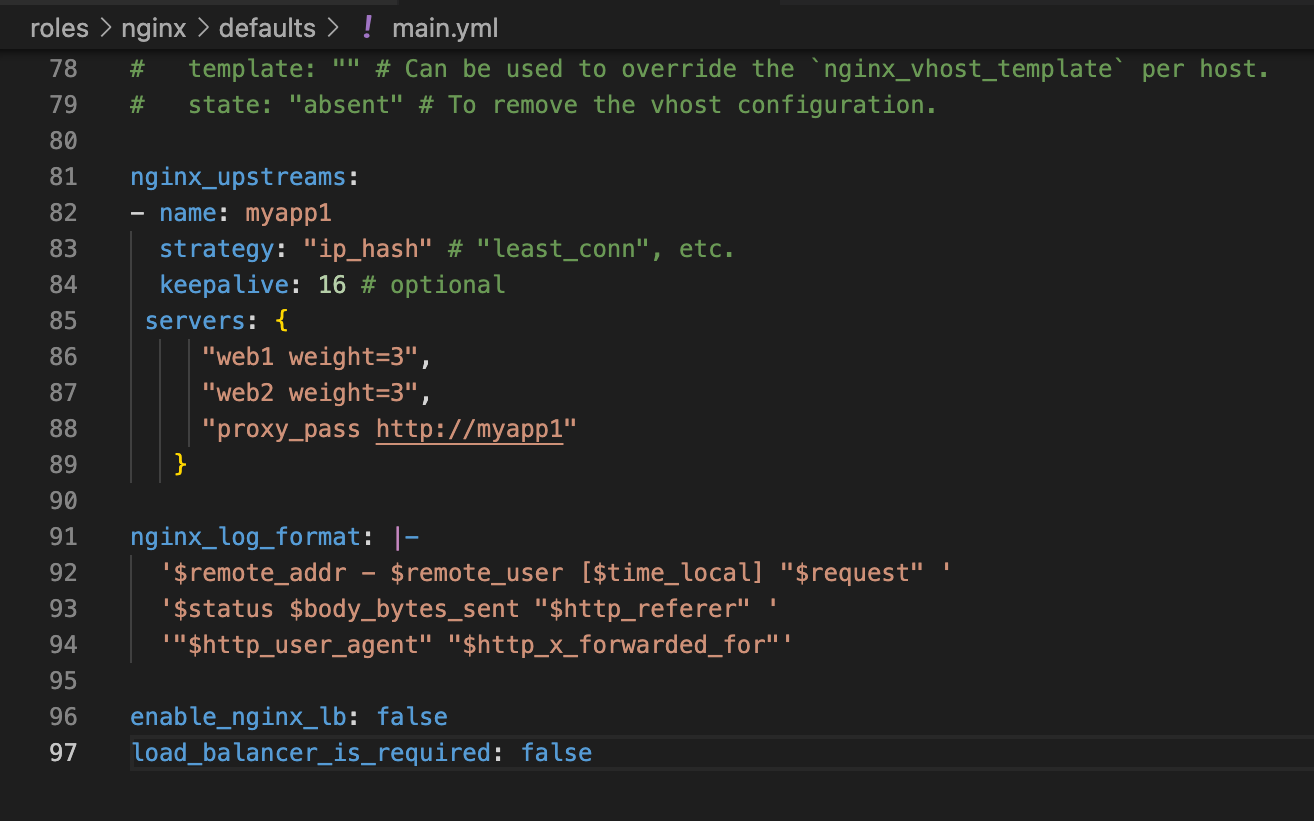 roles > nginx > defaults > ! main.yml
78 #   template: "" # Can be used to override the `nginx_vhost_template` per host.
79 #   state: "absent" # To remove the vhost configuration.
80
81 nginx_upstreams:
82 - name: myapp1
83   strategy: "ip_hash" # "least_conn", etc.
84   keepalive: 16 # optional
85  servers: {
86      "web1 weight=3",
87      "web2 weight=3",
88      "proxy_pass http://myapp1"
89    }
90
91 nginx_log_format: |-
92   '$remote_addr - $remote_user [$time_local] "$request" '
93   '$status $body_bytes_sent "$http_referer" '
94   '"$http_user_agent" "$http_x_forwarded_for"'
95
96 enable_nginx_lb: false
97 load_balancer_is_required: false